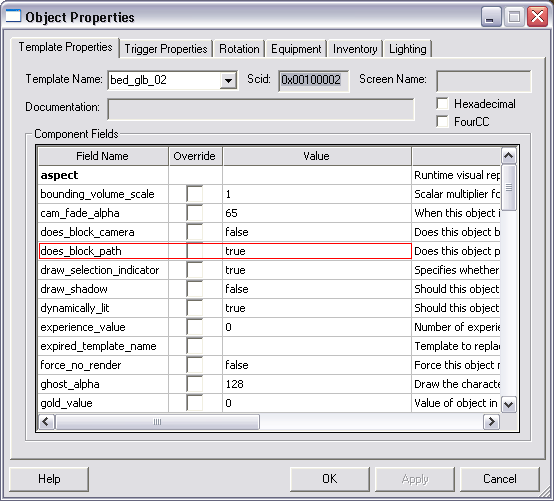 Object Properties
Template Properties Trigger Properties Rotation Equipment Inventory Lighting
Template Name: bed_glb_02 Scid: 0x00100002 Screen Name:
Documentation: Hexadecimal
FourCC
Component Fields
Field Name Override Value
aspect Runtime visual rep
bounding_volume_scale 1 Scalar multiplier fo
cam_fade_alpha 65 When this object i
does_block_camera false Does this object b
does_block_path true Does this object p
draw_selection_indicator true Specifies whether
draw_shadow false Should this object
dynamically_lit true Should this object
experience_value 0 Number of experie
expired_template_name Template to replac
force_no_render false Force this object n
ghost_alpha 128 Draw the characte
gold_value 0 Value of object in
Help OK Apply Cancel